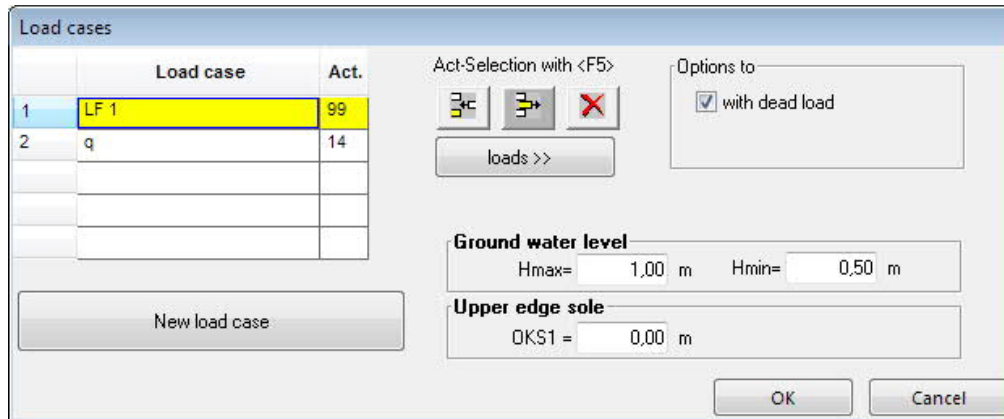 Load cases
Load case Act.
1 LF 1 99
2 q 14
New load case
Act-Selection with <F5>
loads >>
Options to
with dead load
Ground water level
Hmax= 1,00 m Hmin= 0,50 m
Upper edge sole
OKS1 = 0,00 m
OK Cancel